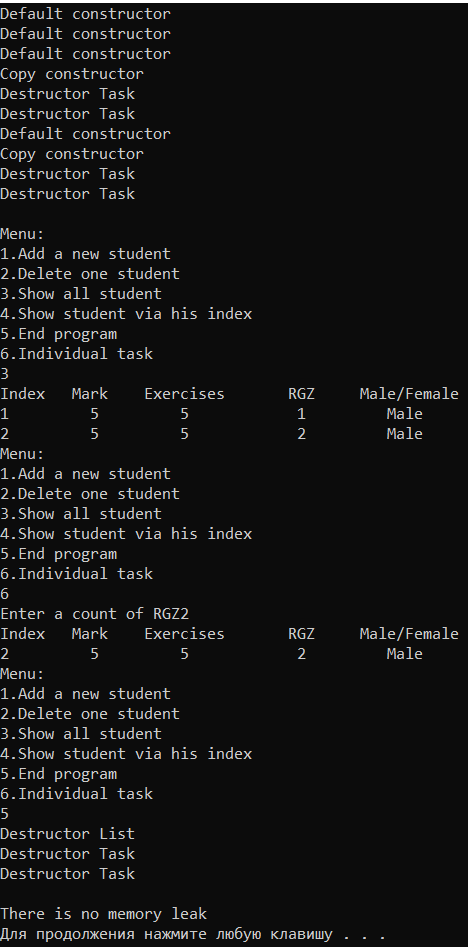 Default constructor
Default constructor
Default constructor
Copy constructor
Destructor Task
Destructor Task
Default constructor
Copy constructor
Destructor Task
Destructor Task
Menu:
1.Add a new student
2.Delete one student
3.Show all student
4.Show student via his index
5.End program
6.Individual task
3
Index Mark Exercises RGZ Male/Female
1 5 5 1 Male
2 5 5 2 Male
Menu:
1.Add a new student
2.Delete one student
3.Show all student
4.Show student via his index
5.End program
6.Individual task
6
Enter a count of RGZ2
Index Mark Exercises RGZ Male/Female
2 5 5 2 Male
Menu:
1.Add a new student
2.Delete one student
3.Show all student
4.Show student via his index
5.End program
6.Individual task
5
Destructor List
Destructor Task
Destructor Task
There is no memory leak
Для продолжения нажмите любую клавишу . . .